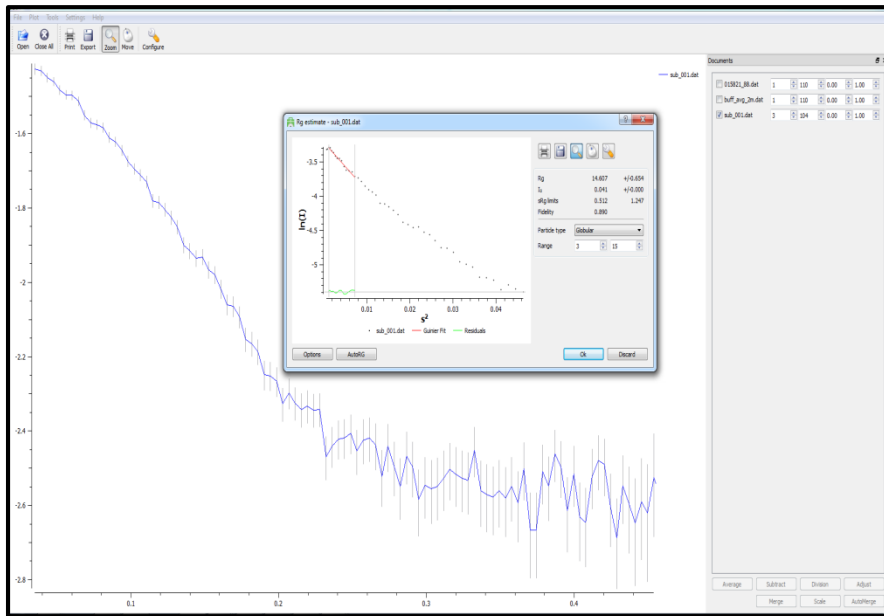 File Plot Tools Settings Help
Open Close All Print Export Zoom Move Configure
sub_001.dat
Documents
015821_88.dat 1 110 0.00 1.00
buff_avg_2m.dat 1 110 0.00 1.00
sub_001.dat 3 104 0.00 1.00
Rg estimate - sub_001.dat
Rg 14.607 +/-0.654
I₀ 0.041 +/-0.000
sRg limits 0.512 1.247
Fidelity 0.890
Particle type Globular
Range 3 15
ln(I)
-3.5
-4
-4.5
-5
0.01 0.02 0.03 0.04
s²
sub_001.dat Guinier Fit Residuals
Options AutoRG Ok Discard
-1.6
-1.8
-2
-2.2
-2.4
-2.6
-2.8
0.1 0.2 0.3 0.4
Average Subtract Division Adjust
Merge Scale AutoMerge